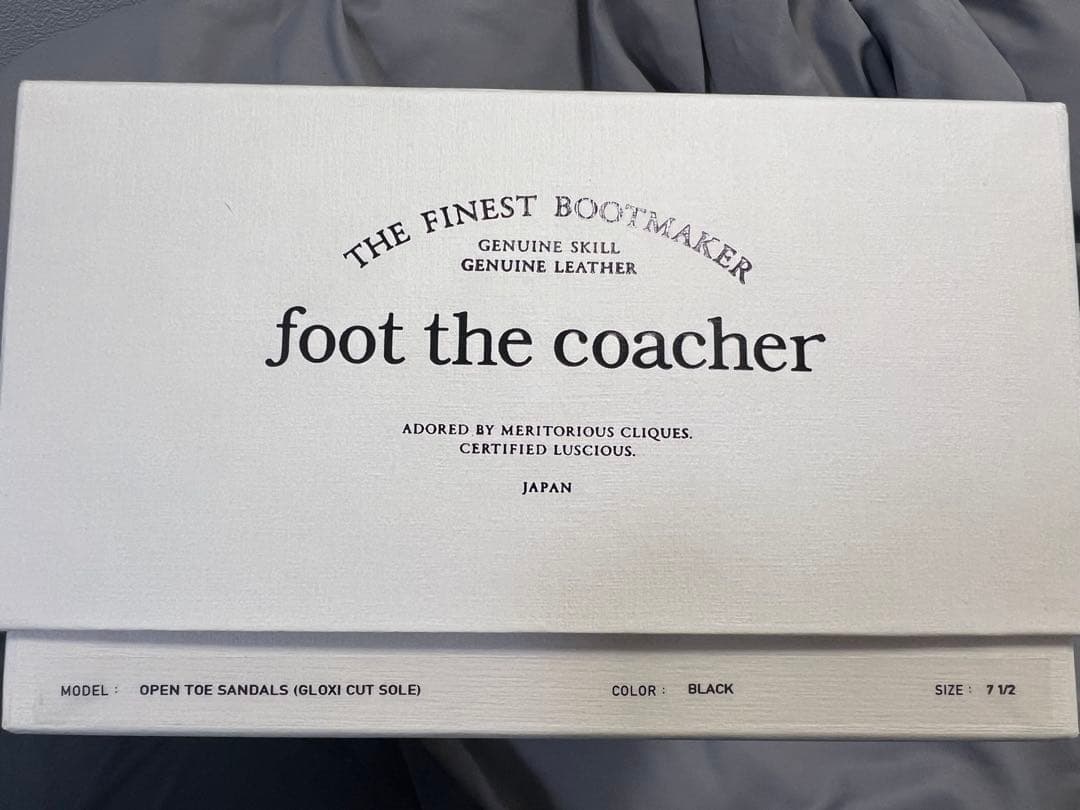 THE FINEST BOOTMAKER
GENUINE SKILL
GENUINE LEATHER
foot the coacher
ADORED BY MERITORIOUS CLIQUES.
CERTIFIED LUSCIOUS.
JAPAN
MODEL : OPEN TOE SANDALS (GLOXI CUT SOLE) COLOR : BLACK SIZE : 7 1/2